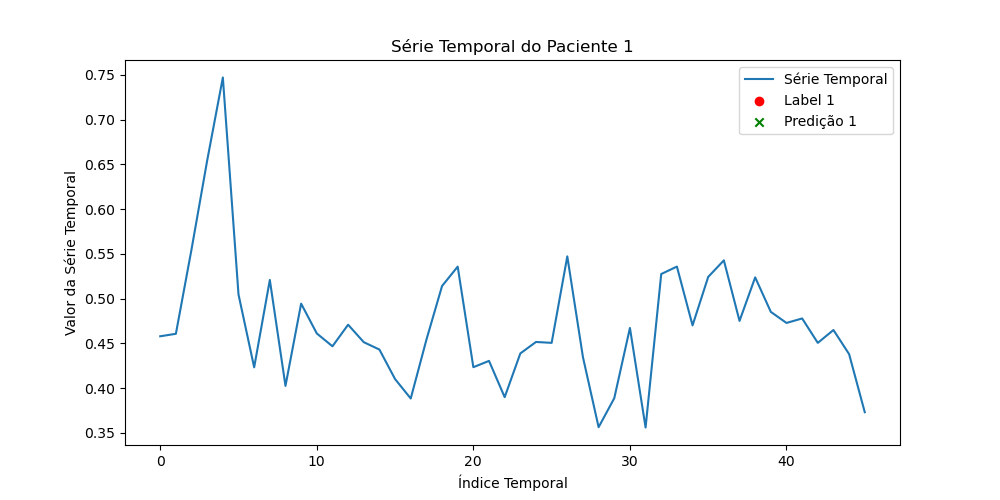 Série Temporal do Paciente 1
Série Temporal
Label 1
Predição 1
Valor da Série Temporal
0.75
0.70
0.65
0.60
0.55
0.50
0.45
0.40
0.35
0
10
20
30
40
Índice Temporal